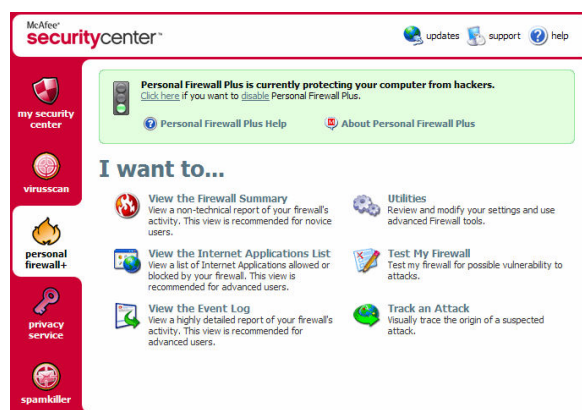 McAfee®
securitycenter™
updates support help
my security
center
virusscan
personal
firewall+
privacy
service
spamkiller
Personal Firewall Plus is currently protecting your computer from hackers.
Click here if you want to disable Personal Firewall Plus.
Personal Firewall Plus Help
About Personal Firewall Plus
I want to...
View the Firewall Summary
View a non-technical report of your firewall's
activity. This view is recommended for novice
users.
Utilities
Review and modify your settings and use
advanced Firewall tools.
View the Internet Applications List
View a list of Internet Applications allowed or
blocked by your firewall. This view is
recommended for advanced users.
Test My Firewall
Test my firewall for possible vulnerability to
attacks.
View the Event Log
View a highly detailed report of your firewall's
activity. This view is recommended for
advanced users.
Track an Attack
Visually trace the origin of a suspected
attack.